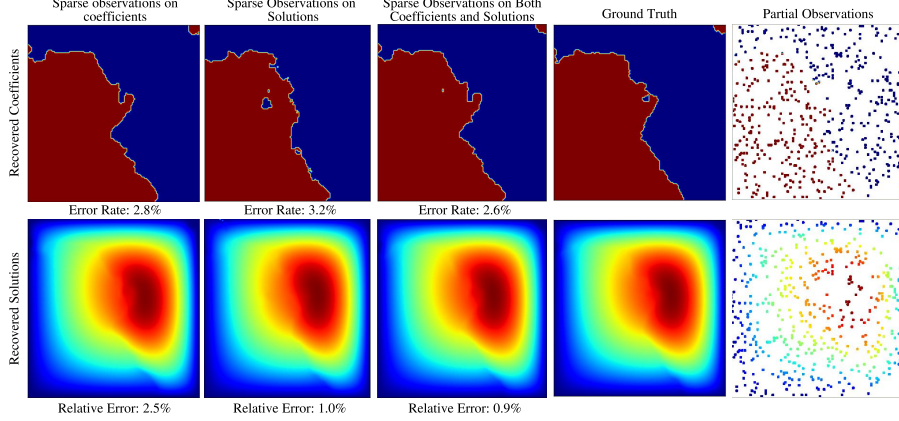 Sparse observations on
coefficients
Sparse Observations on
Solutions
Sparse Observations on Both
Coefficients and Solutions
Ground Truth
Partial Observations
Recovered Coefficients
Error Rate: 2.8%
Error Rate: 3.2%
Error Rate: 2.6%
Recovered Solutions
Relative Error: 2.5%
Relative Error: 1.0%
Relative Error: 0.9%